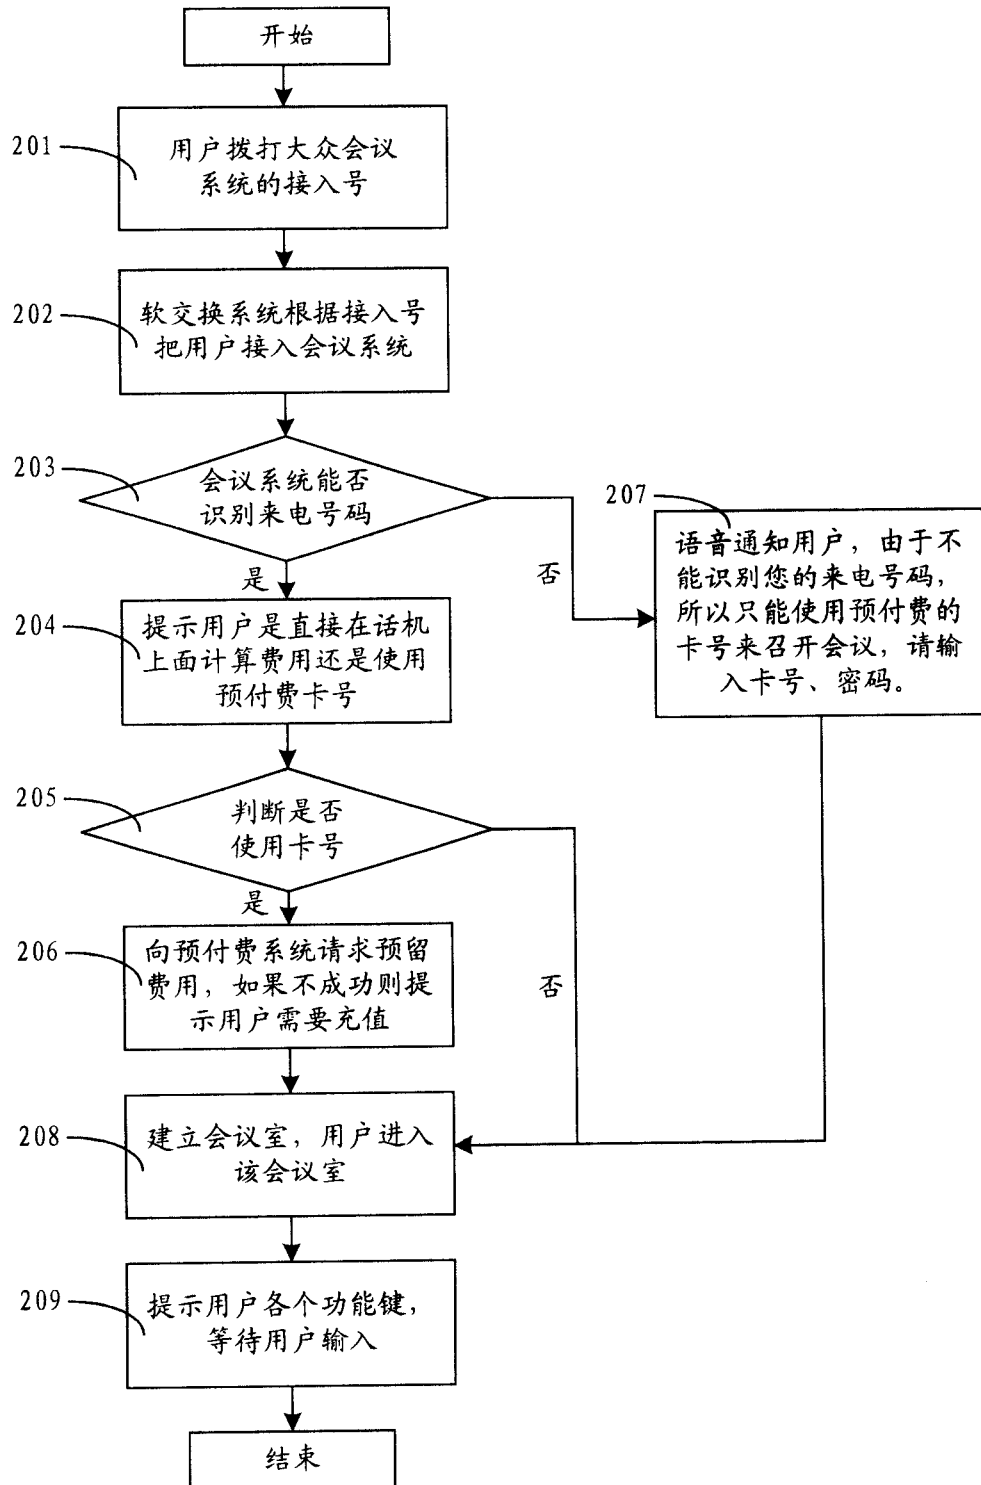 开始
201
用户拨打大众会议
系统的接入号
202
软交换系统根据接入号
把用户接入会议系统
203
会议系统能否
识别来电号码
是
否
207
语音通知用户，由于不
能识别您的来电号码，
所以只能使用预付费的
卡号来召开会议，请输
入卡号、密码。
204
提示用户是直接在话机
上面计算费用还是使用
预付费卡号
205
判断是否
使用卡号
是
否
206
向预付费系统请求预留
费用，如果不成功则提
示用户需要充值
208
建立会议室，用户进入
该会议室
209
提示用户各个功能键，
等待用户输入
结束